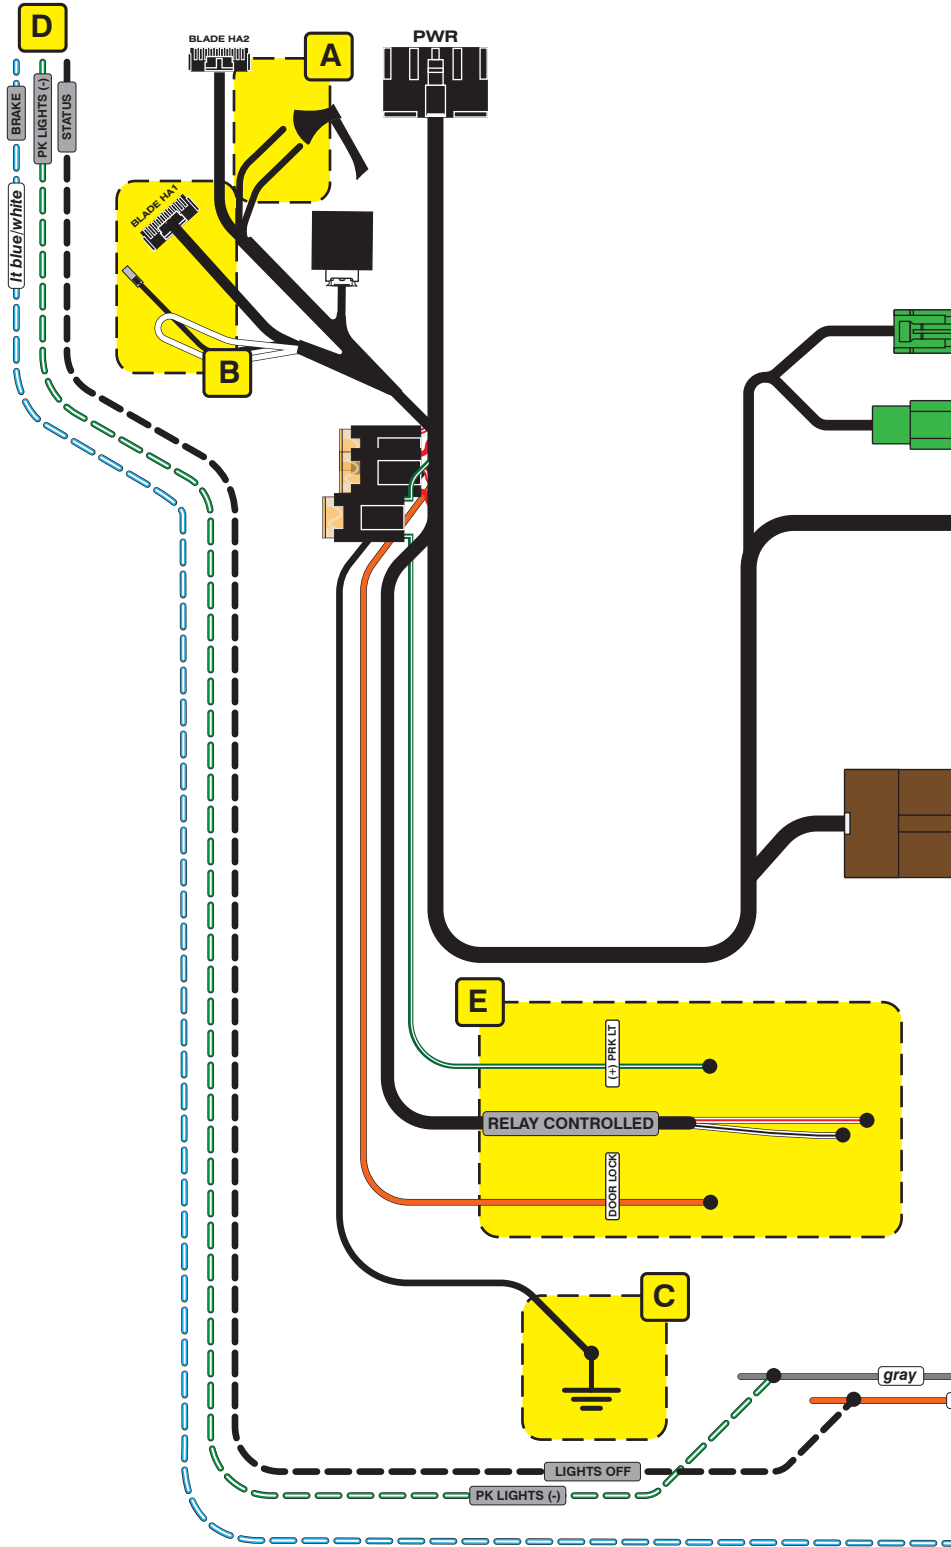 D
BLADE HA2
A
PWR
BRAKE
PK LIGHTS (-)
STATUS
lt blue/white
BLADE HA1
B
E
(+) PRK LT
RELAY CONTROLLED
DOOR LOCK
C
gray
LIGHTS OFF
PK LIGHTS (-)